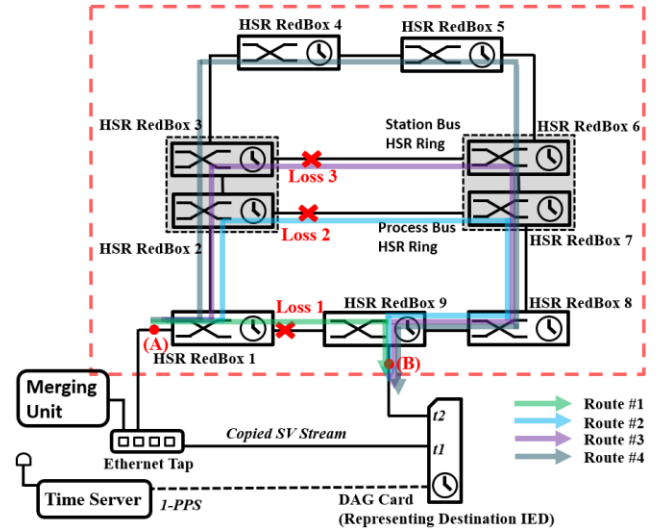 HSR RedBox 4
HSR RedBox 5
HSR RedBox 3
Station Bus
HSR Ring
HSR RedBox 6
Loss 3
HSR RedBox 2
Loss 2
Process Bus
HSR Ring
HSR RedBox 7
Loss 1
HSR RedBox 9
HSR RedBox 8
(A)
HSR RedBox 1
(B)
Merging
Unit
Ethernet Tap
Copied SV Stream
t2
t1
Route #1
Route #2
Route #3
Route #4
Time Server
1-PPS
DAG Card
(Representing Destination IED)